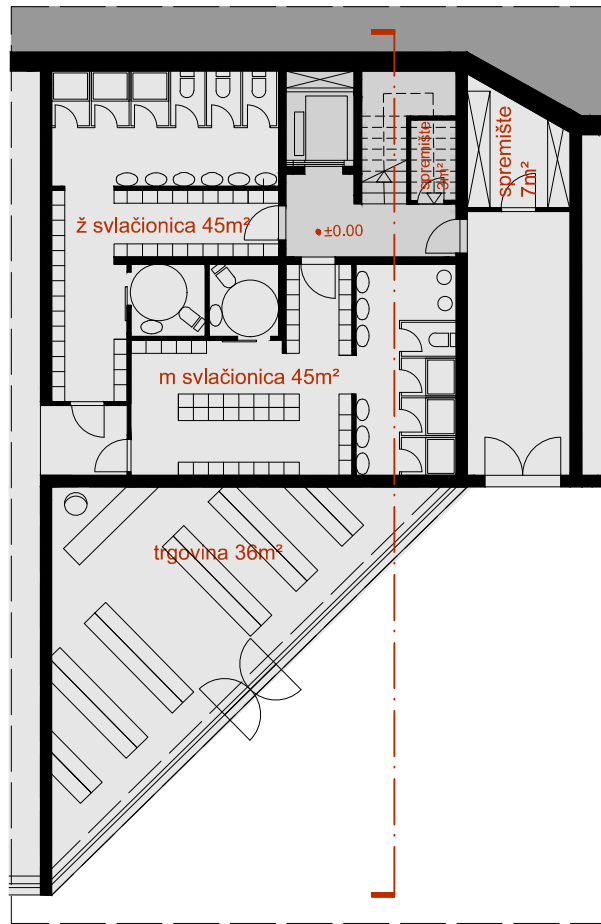 spremište
3m²
spremište
7m²
ž svlačionica 45m²
±0.00
m svlačionica 45m²
trgovina 36m²